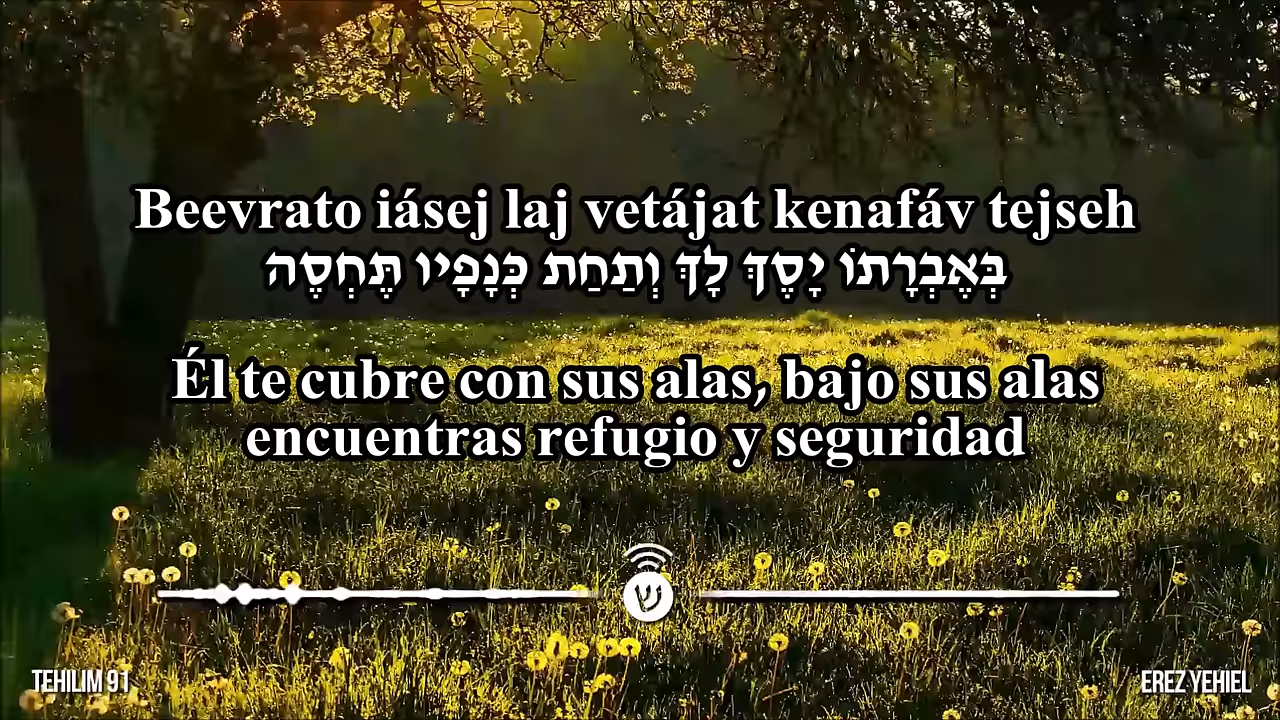 Beevrato iásej laj vetájat kenafáv tejseh
בְּאֶבְרָתוֹ יָסֶךְ לָךְ וְתַחַת כְּנָפָיו תֶּחְסֶה
Él te cubre con sus alas, bajo sus alas
encuentras refugio y seguridad
ש
TEHILIM 91
EREZ YEHIEL